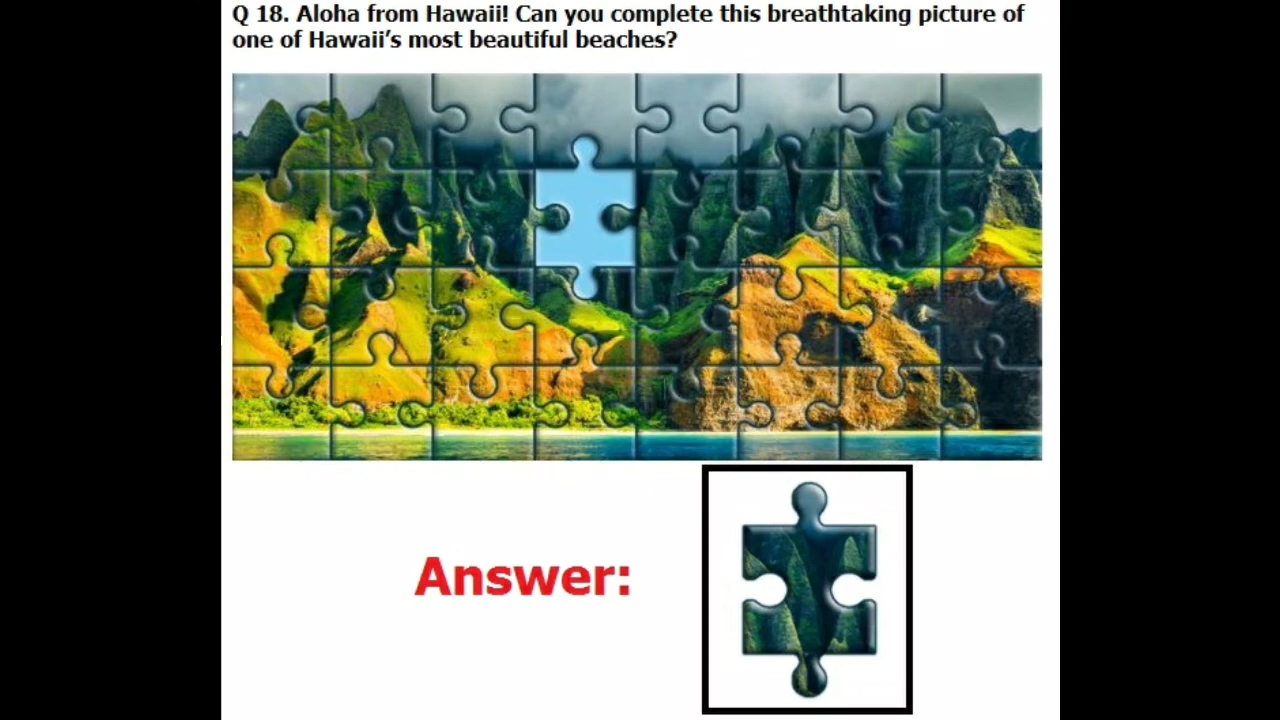 Q 18. Aloha from Hawaii! Can you complete this breathtaking picture of
one of Hawaii’s most beautiful beaches?
Answer: